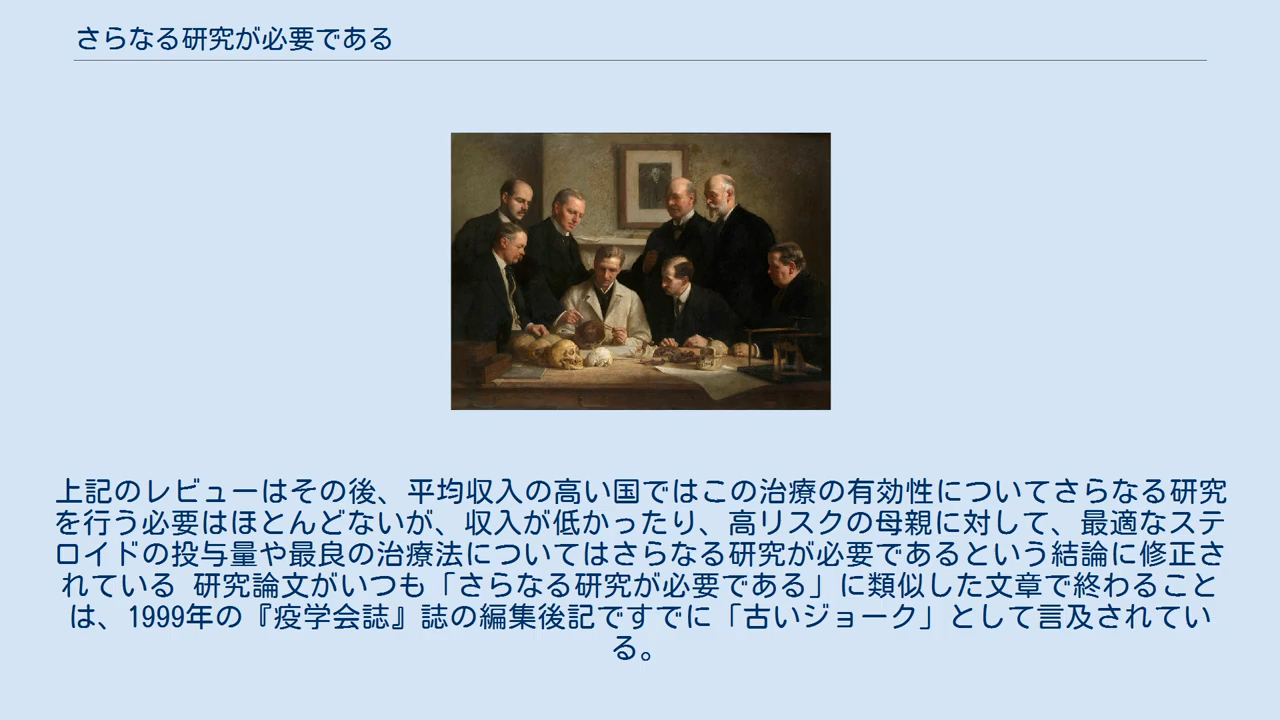 さらなる研究が必要である
上記のレビューはその後、平均収入の高い国ではこの治療の有効性についてさらなる研究
を行う必要はほとんどないが、収入が低かったり、高リスクの母親に対して、最適なステ
ロイドの投与量や最良の治療法についてはさらなる研究が必要であるという結論に修正さ
れている 研究論文がいつも「さらなる研究が必要である」に類似した文章で終わること
は、1999年の『疫学会誌』誌の編集後記ですでに「古いジョーク」として言及されてい
る。